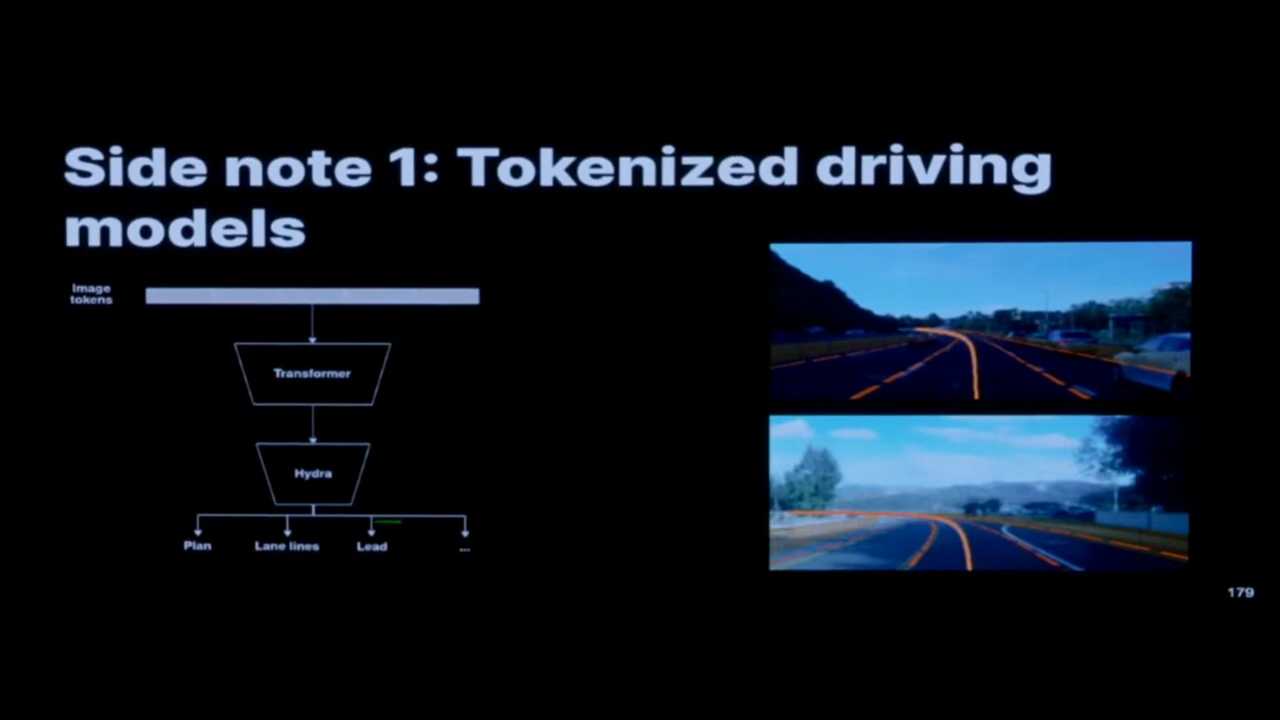 Side note 1: Tokenized driving
models
Image
tokens
Transformer
Hydra
Plan
Lane lines
Lead
...
179